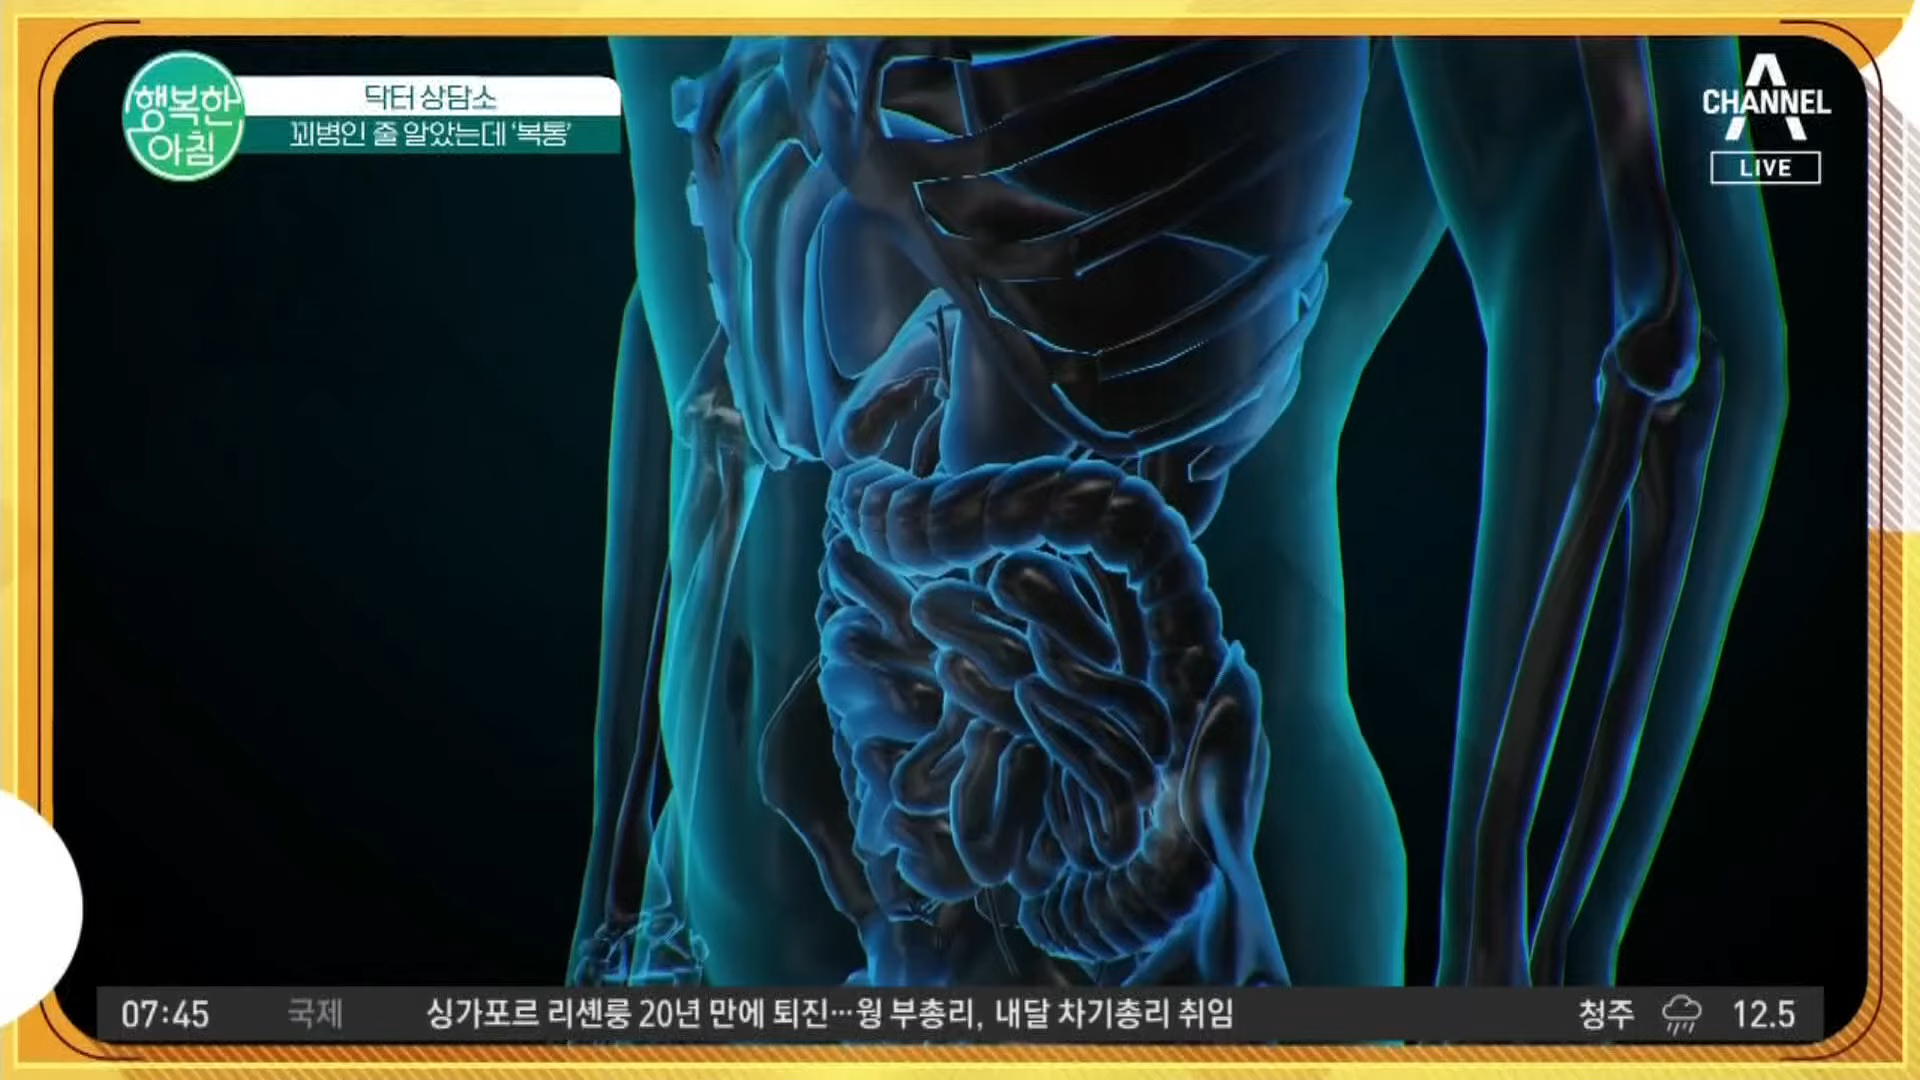 행복한
아침
닥터 상담소
꾀병인 줄 알았는데 ‘복통’
CHANNEL A
LIVE
07:45 국제 싱가포르 리셴룽 20년 만에 퇴진…웡 부총리, 내달 차기총리 취임 청주 12.5